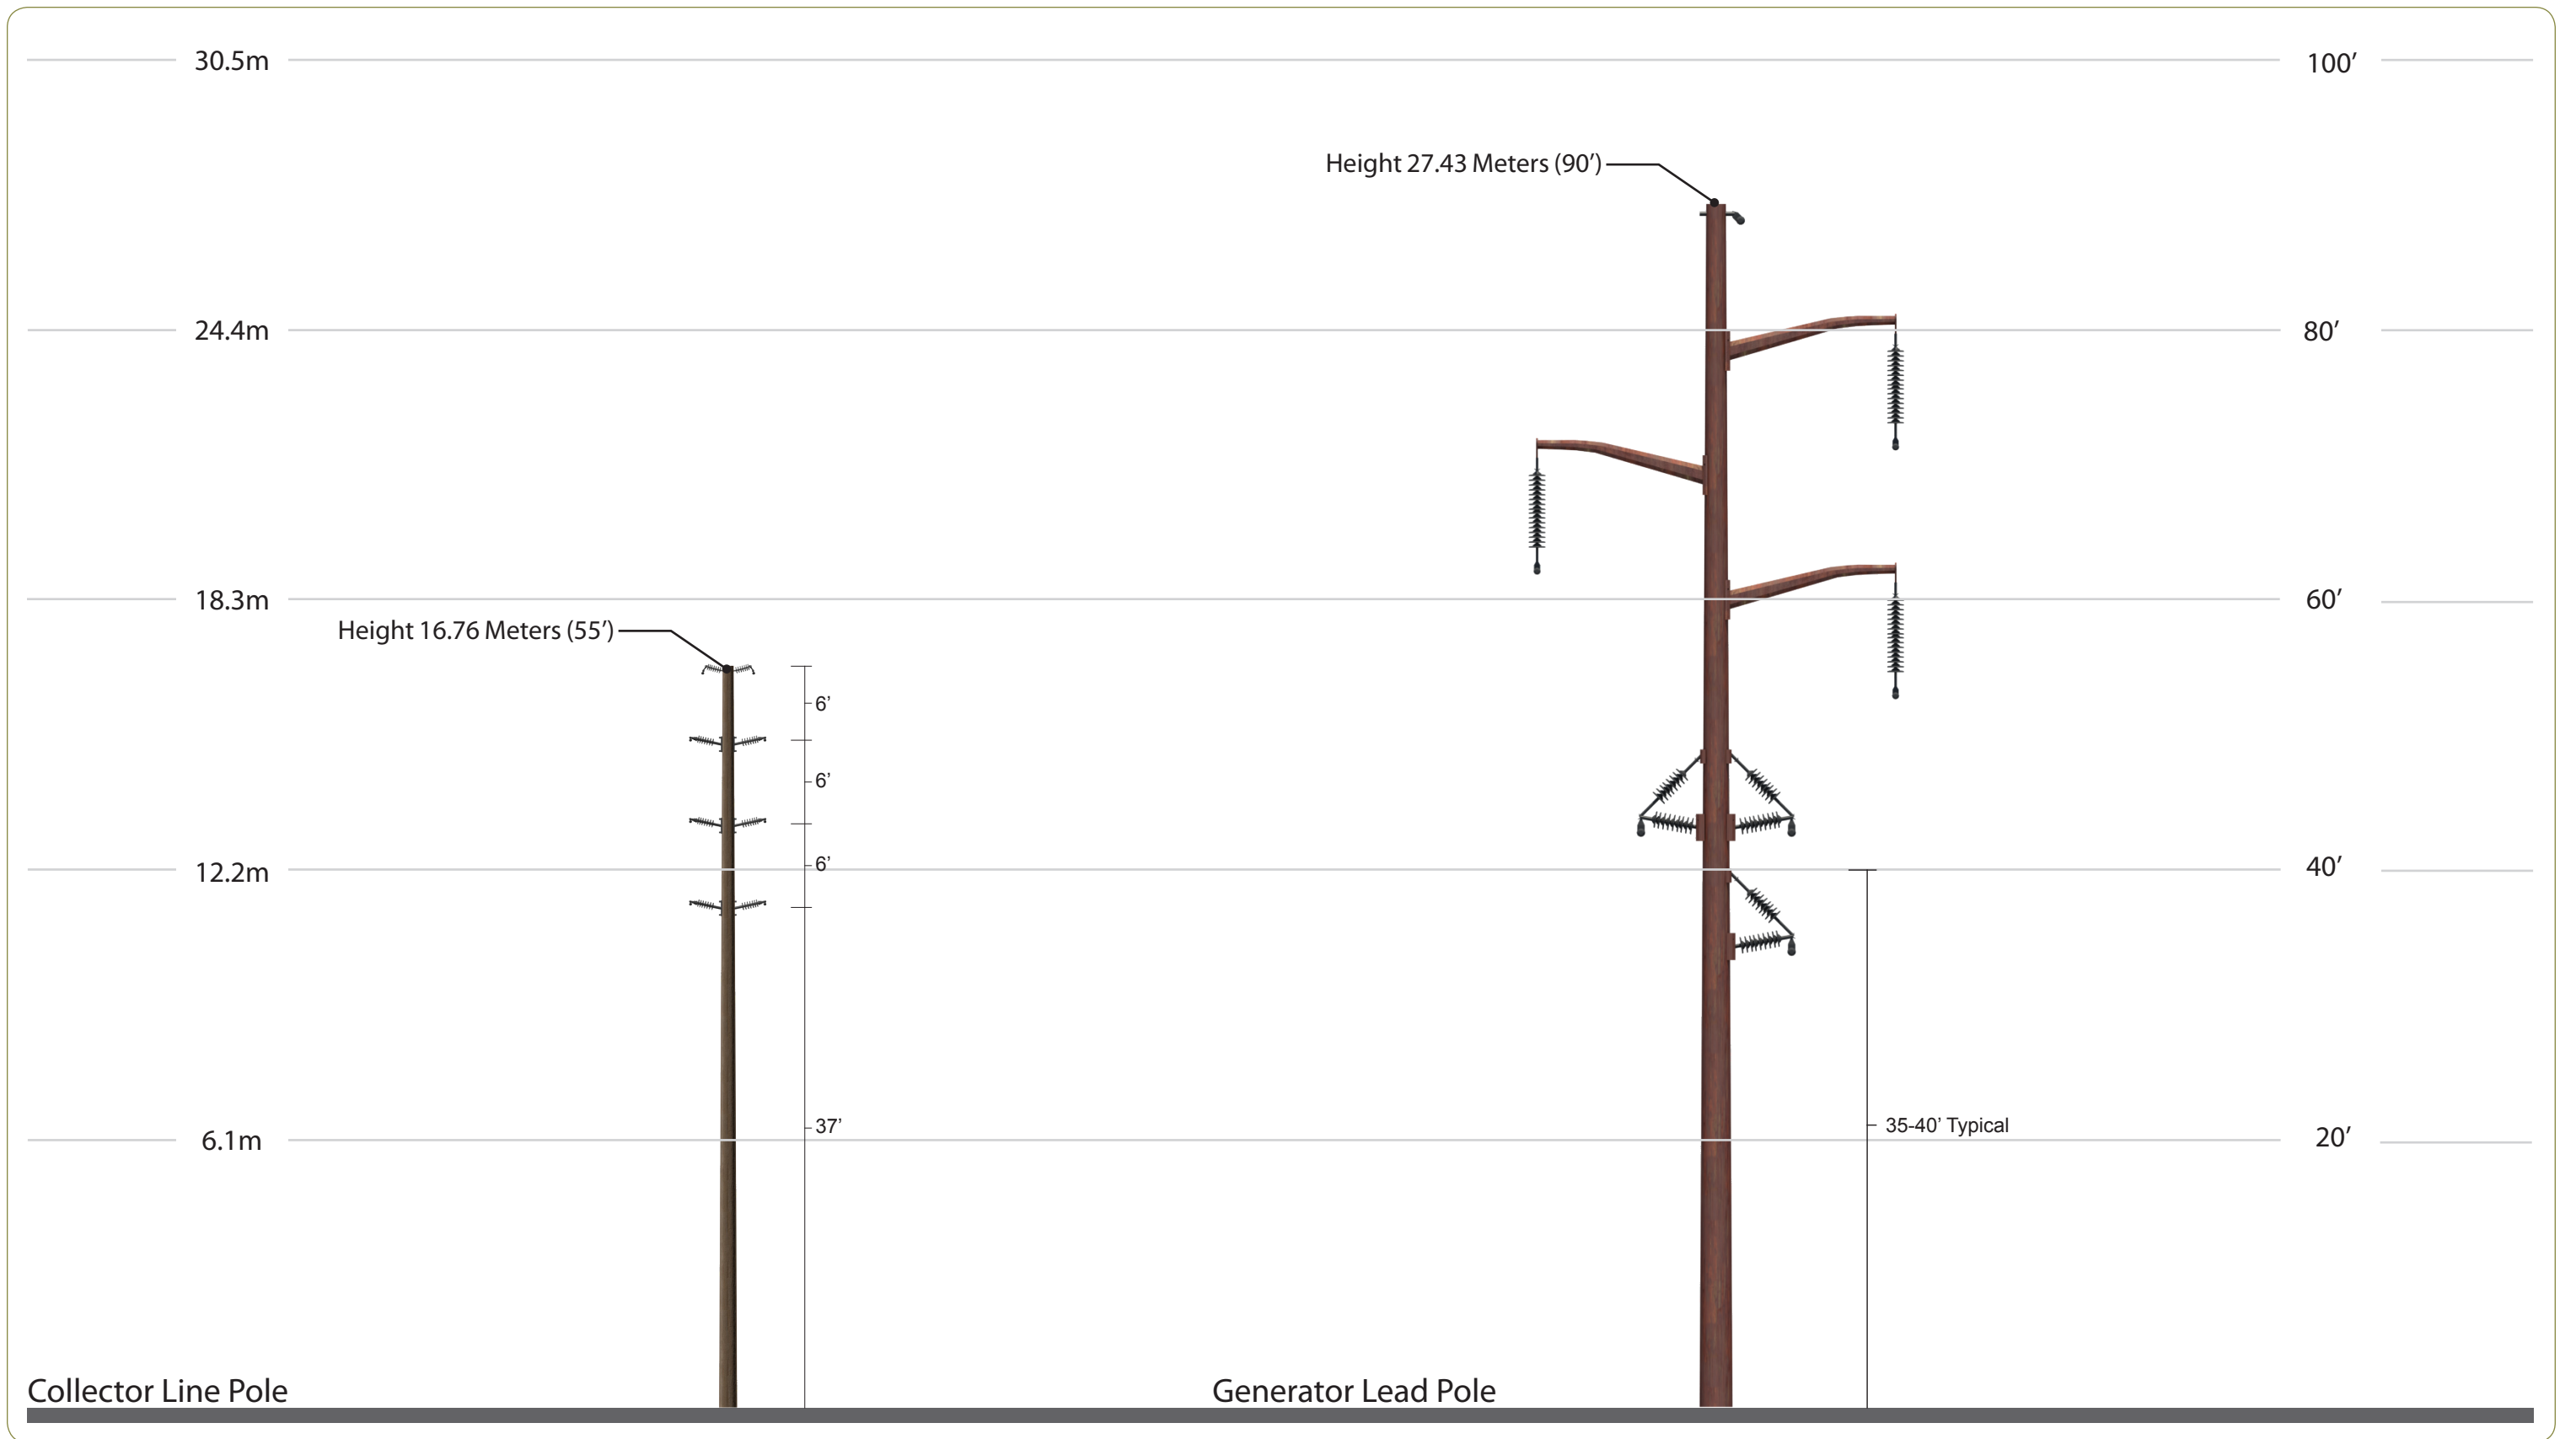 30.5m
100’
Height 27.43 Meters (90’)
24.4m
80’
18.3m
60’
Height 16.76 Meters (55’)
6’
6’
6’
12.2m
40’
37’
35-40’ Typical
6.1m
20’
Collector Line Pole
Generator Lead Pole